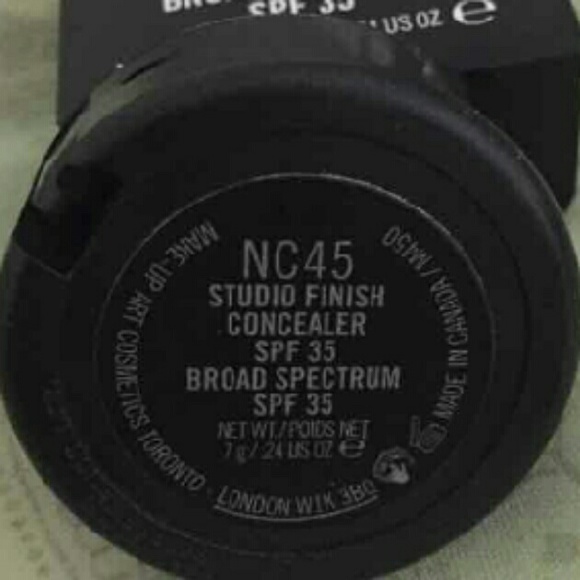 SPF 35
US OZ e
NC45
STUDIO FINISH
CONCEALER
SPF 35
BROAD SPECTRUM
SPF 35
NET WT./POIDS NET
7 g / .24 US OZ e
MAKE-UP ART COSMETICS TORONTO · LONDON W1K 3BQ
MADE IN CANADA / M450